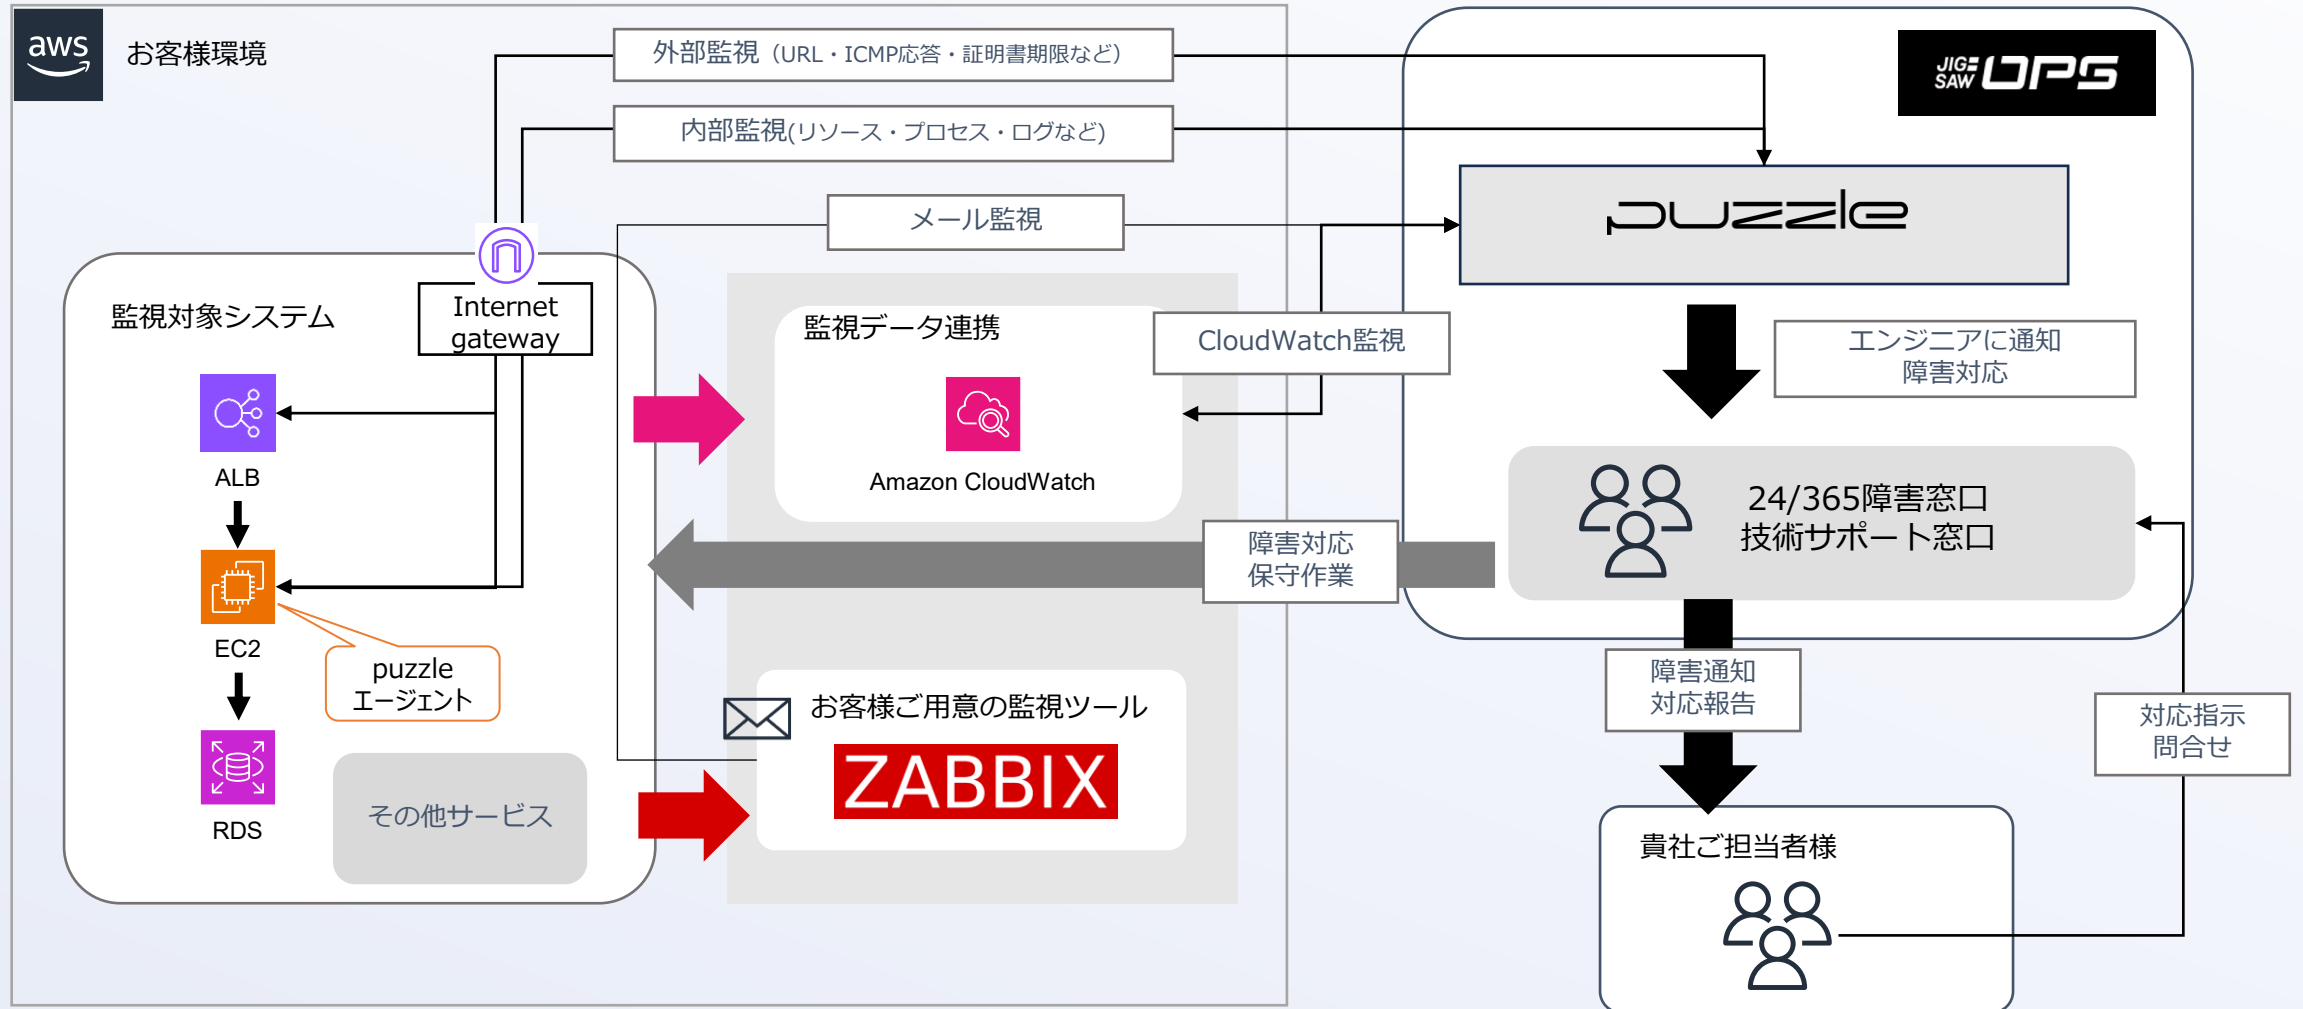 aws
お客様環境
外部監視（URL・ICMP応答・証明書期限など）
JIG-SAW OPS
内部監視(リソース・プロセス・ログなど)
メール監視
puzzle
監視対象システム
Internet
gateway
監視データ連携
CloudWatch監視
エンジニアに通知
障害対応
ALB
Amazon CloudWatch
24/365障害窓口
技術サポート窓口
障害対応
保守作業
EC2
puzzle
エージェント
障害通知
対応報告
お客様ご用意の監視ツール
ZABBIX
対応指示
問合せ
その他サービス
RDS
貴社ご担当者様